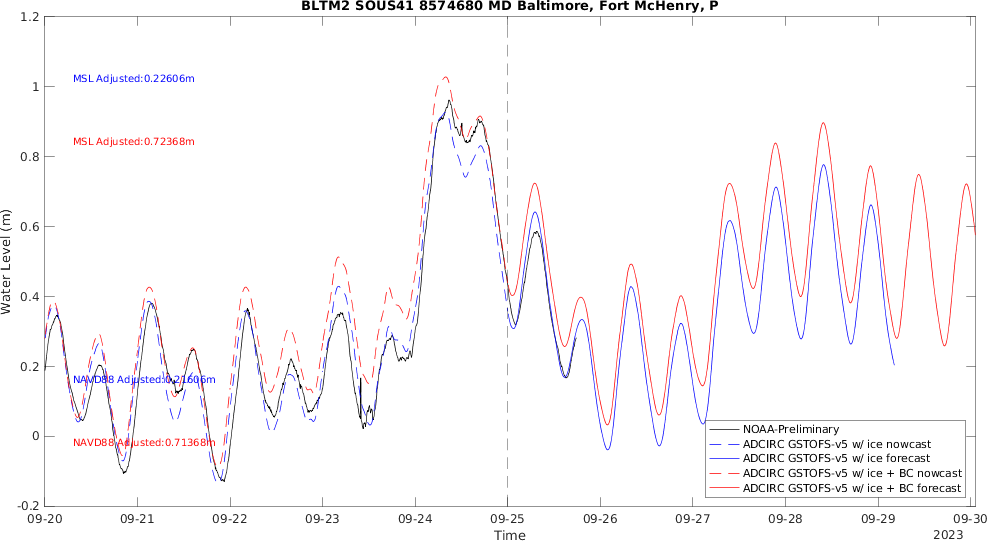 BLTM2 SOUS41 8574680 MD Baltimore, Fort McHenry, P
1.2
MSL Adjusted:0.22606m
1
MSL Adjusted:0.72368m
0.8
0.6
Water Level (m)
0.4
0.2
NAVD88 Adjusted:0.21606m
0
NAVD88 Adjusted:0.71368m
-0.2
NOAA-Preliminary
ADCIRC GSTOFS-v5 w/ ice nowcast
ADCIRC GSTOFS-v5 w/ ice forecast
ADCIRC GSTOFS-v5 w/ ice + BC nowcast
ADCIRC GSTOFS-v5 w/ ice + BC forecast
09-20 09-21 09-22 09-23 09-24 09-25 09-26 09-27 09-28 09-29 09-30
Time
2023